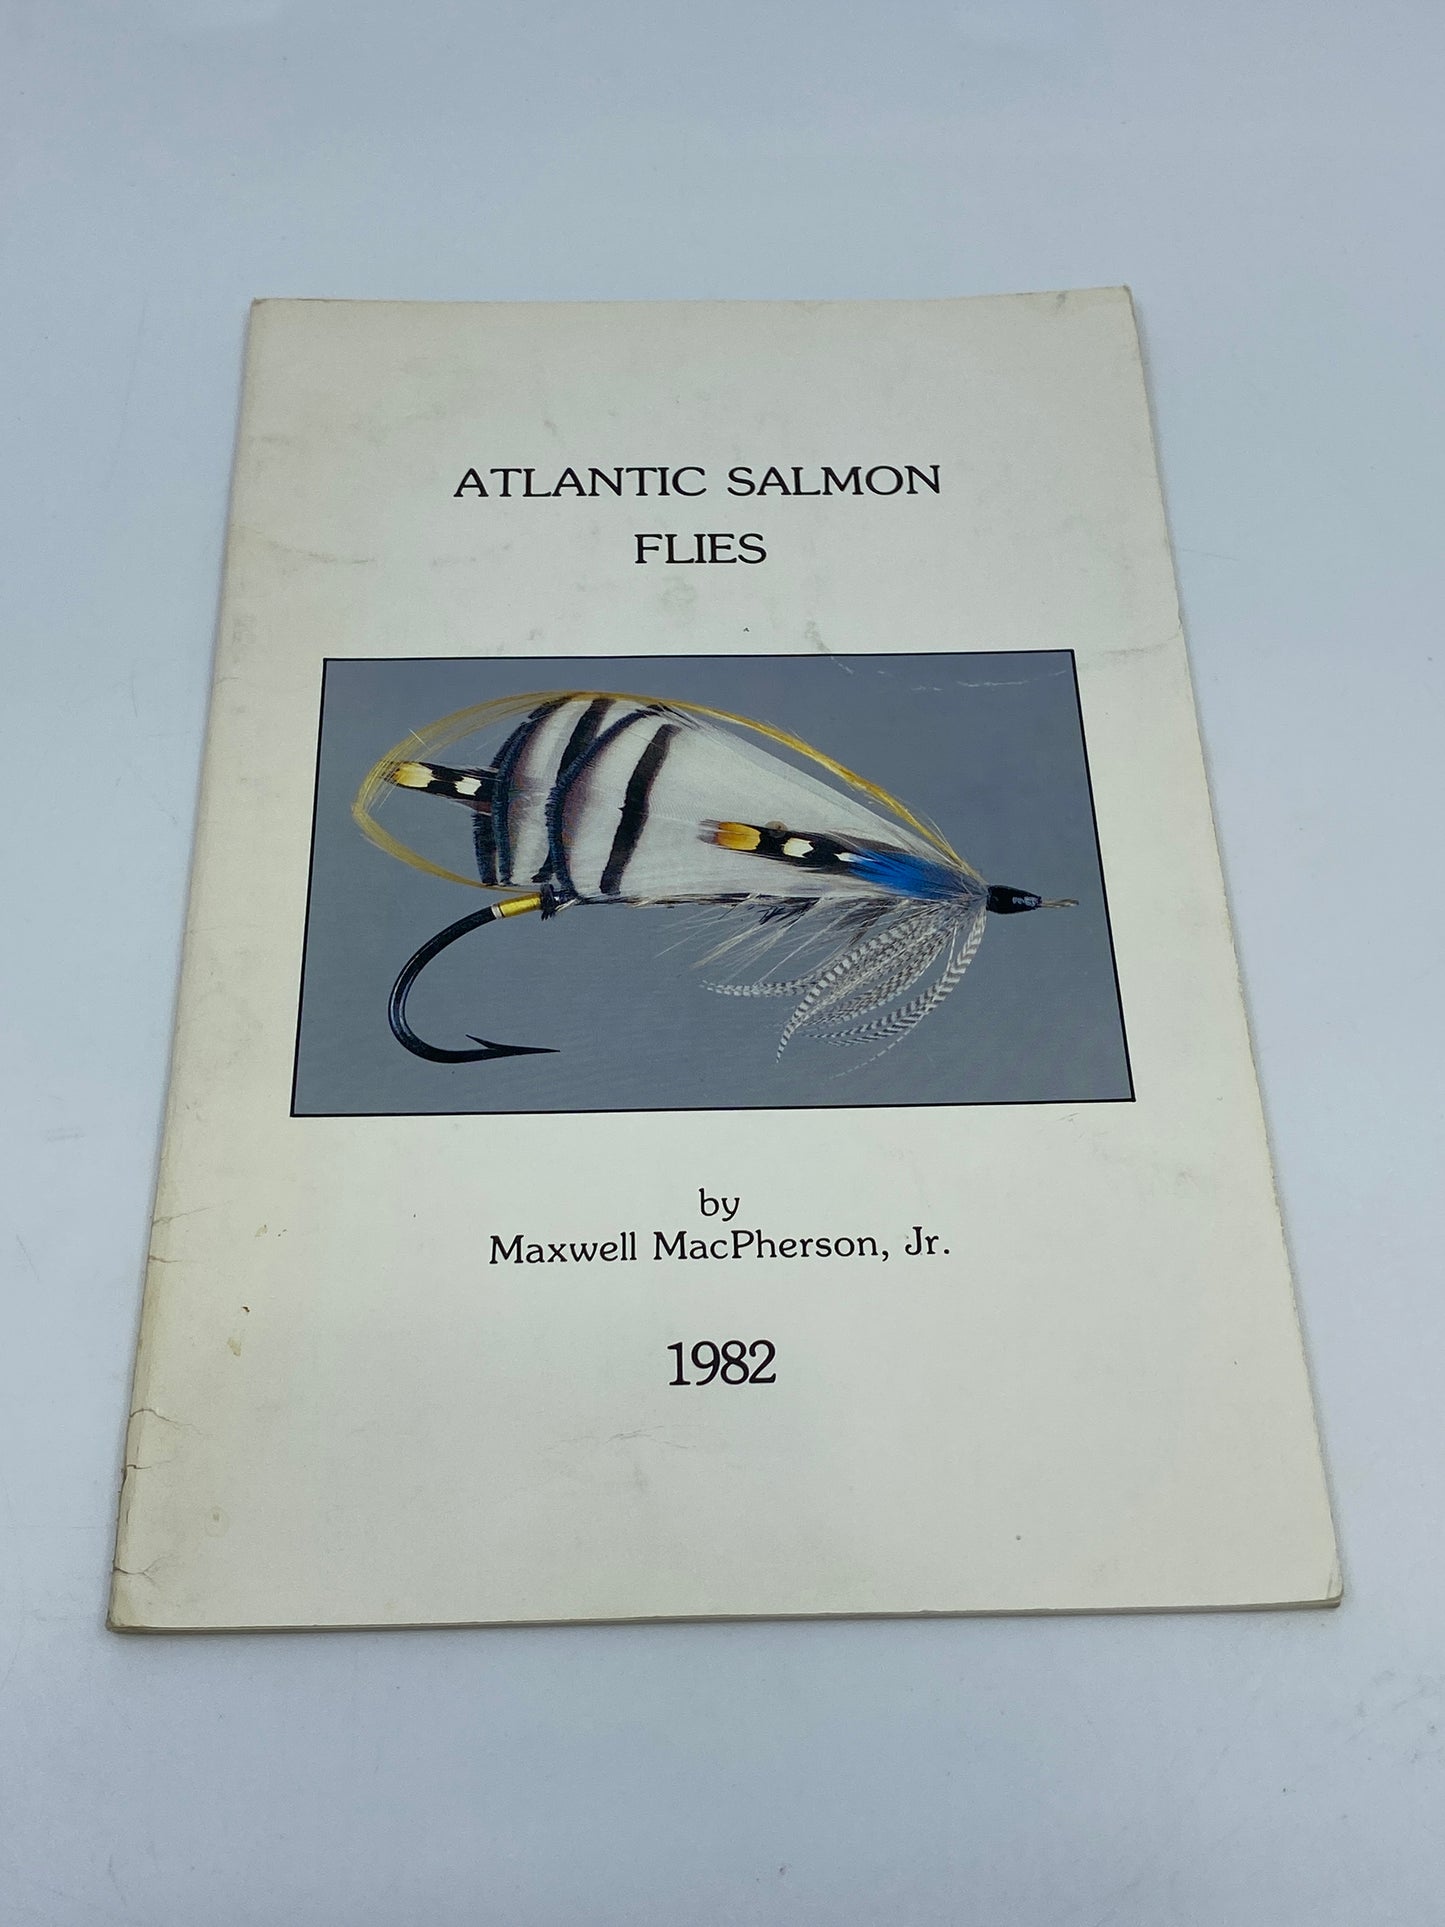 ATLANTIC SALMON
FLIES
by
Maxwell MacPherson, Jr.
1982